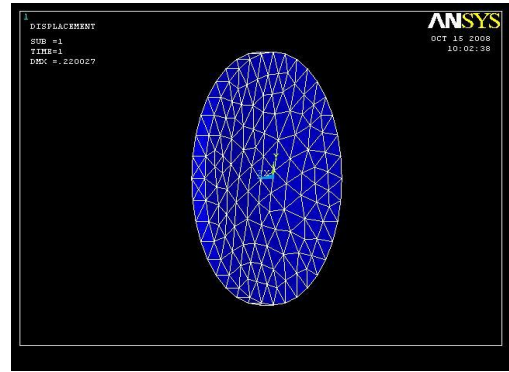 1
DISPLACEMENT
SUB =1
TIME=1
DMX =.220027
ANSYS
OCT 15 2008
10:02:38